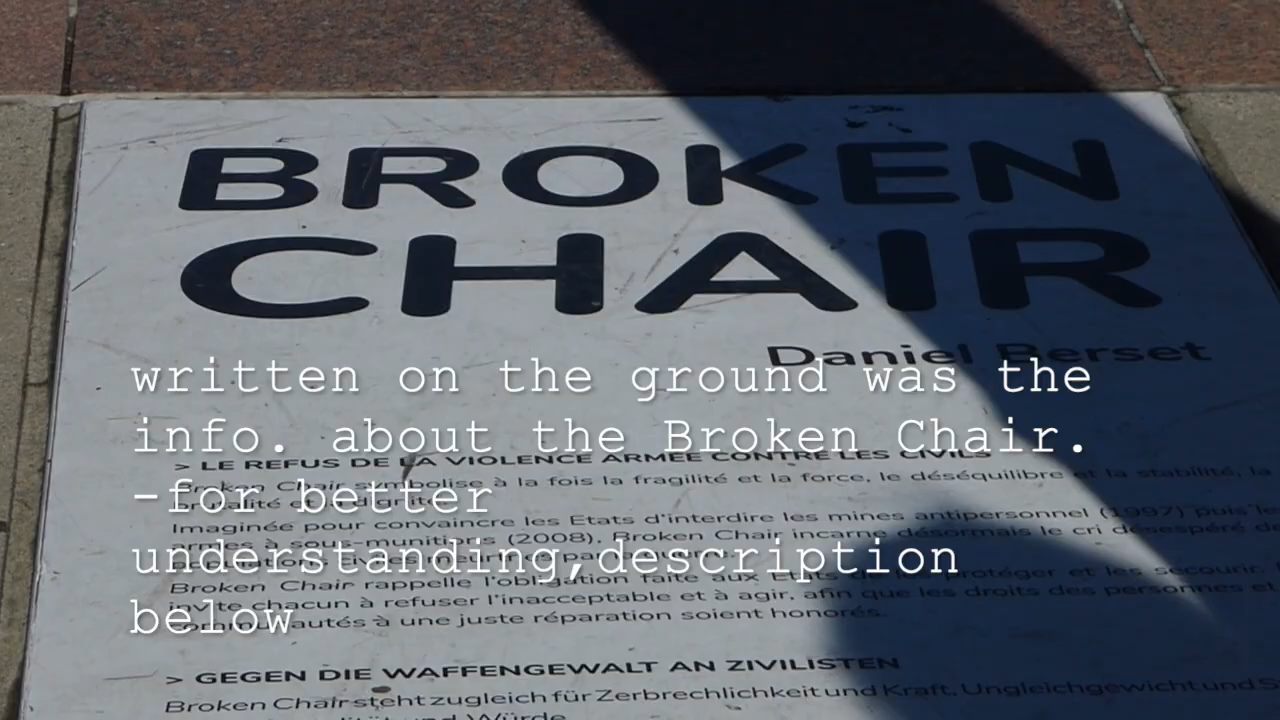 BROKEN
CHAIR
Daniel Berset
written on the ground was the
info. about the Broken Chair.
-for better
understanding,description
below
> LE REFUS DE LA VIOLENCE ARMÉE CONTRE LES CIVILS
Broken Chair symbolise à la fois la fragilité et la force, le déséquilibre et la stabilité, la
Imaginée pour convaincre les Etats d'interdire les mines antipersonnel (1997) puis les
armes à sous-munitions (2008), Broken Chair incarne désormais le cri désespéré de
Broken Chair rappelle l'obligation faite aux Etats de les protéger et les secourir.
invite chacun à refuser l'inacceptable et à agir, afin que les droits des personnes et
communautés à une juste réparation soient honorés.
> GEGEN DIE WAFFENGEWALT AN ZIVILISTEN
Broken Chair steht zugleich für Zerbrechlichkeit und Kraft, Ungleichgewicht und
und Würde.